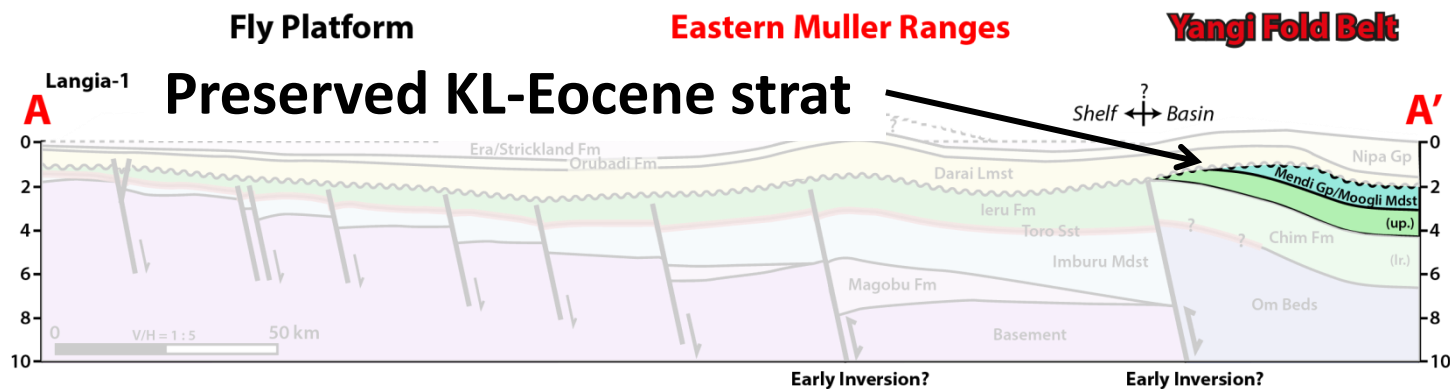 Fly Platform
Eastern Muller Ranges
Yangi Fold Belt
Langia-1
Preserved KL-Eocene strat
?
Shelf Basin
A
A'
0
0
?
Era/Strickland Fm
Orubadi Fm
Darai Lmst
Nipa Gp
2
2
Mendi Gp/Moogli Mdst
Ieru Fm
(up.)
4
4
Toro Sst
?
?
Chim Fm
Imburu Mdst
(lr.)
6
6
Magobu Fm
Om Beds
8
8
0
50 km
V/H = 1 : 5
Basement
10
10
Early Inversion?
Early Inversion?